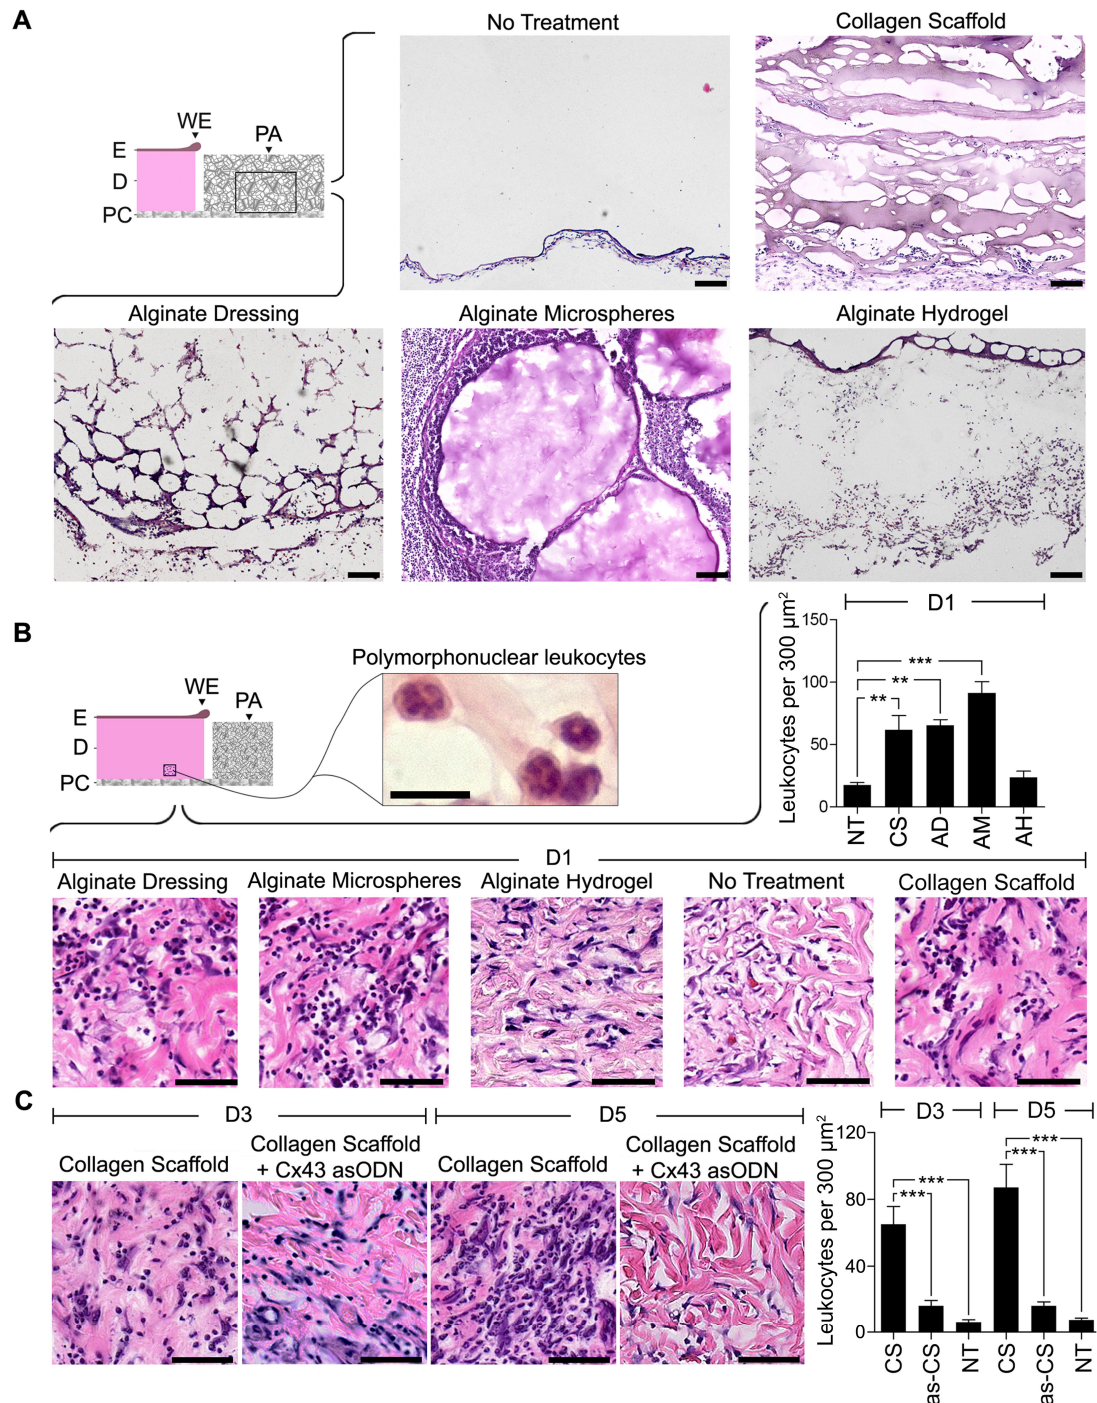 A
No Treatment
Collagen Scaffold
WE
PA
E
D
PC
Alginate Dressing
Alginate Microspheres
Alginate Hydrogel
B
WE
PA
E
D
PC
Polymorphonuclear leukocytes
D1
Leukocytes per 300 µm²
150
100
50
0
***
**
**
NT
CS
AD
AM
AH
D1
Alginate Dressing
Alginate Microspheres
Alginate Hydrogel
No Treatment
Collagen Scaffold
C
D3
D5
Collagen Scaffold
Collagen Scaffold
+ Cx43 asODN
Collagen Scaffold
Collagen Scaffold
+ Cx43 asODN
D3
D5
Leukocytes per 300 µm²
120
80
40
0
***
***
***
***
CS
as-CS
NT
CS
as-CS
NT